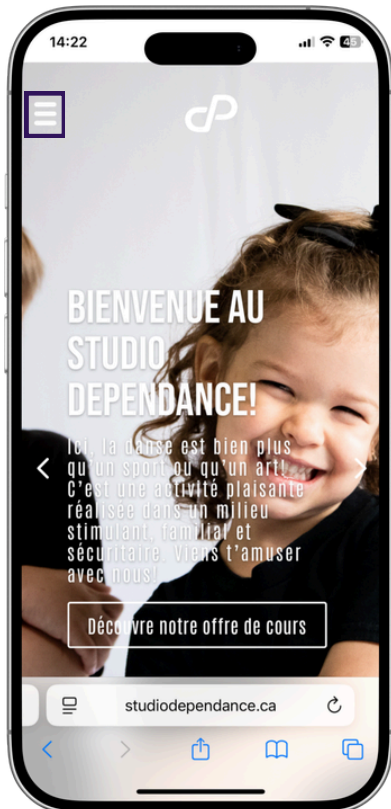 14:22
45
BIENVENUE AU
STUDIO
DEPENDANCE!
Ici, la danse est bien plus
qu'un sport ou qu'un art!
C'est une activité plaisante
réalisée dans un milieu
stimulant, familial et
sécuritaire. Viens t'amuser
avec nous!
Découvre notre offre de cours
studiodependance.ca